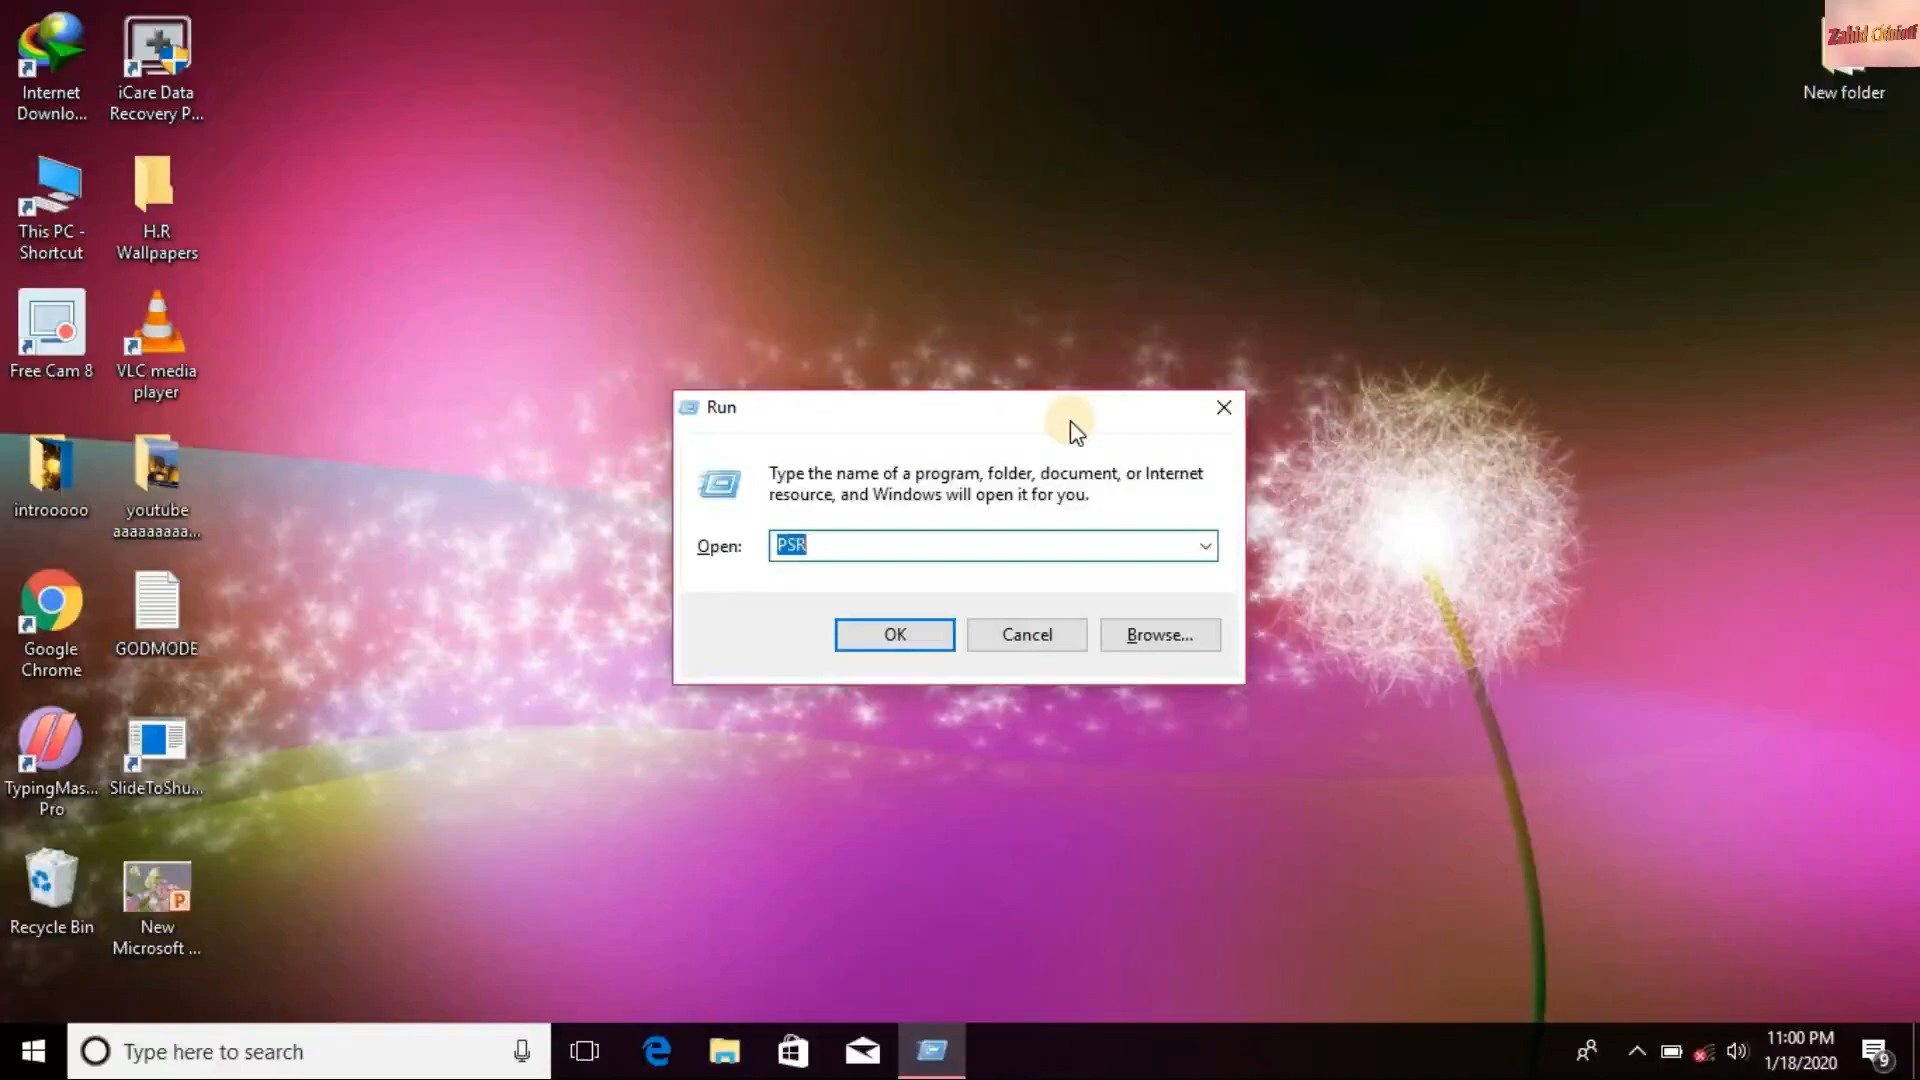 Internet
Downlo...
iCare Data
Recovery P...
This PC -
Shortcut
H.R
Wallpapers
Free Cam 8
VLC media
player
introoooo
youtube
aaaaaaaaa...
Google
Chrome
GODMODE
TypingMas...
Pro
SlideToShu...
Recycle Bin
New
Microsoft ...
P
Zahid Chinioti
New folder
Run
Type the name of a program, folder, document, or Internet
resource, and Windows will open it for you.
Open: PSR
OK Cancel Browse...
Type here to search
11:00 PM
1/18/2020
9